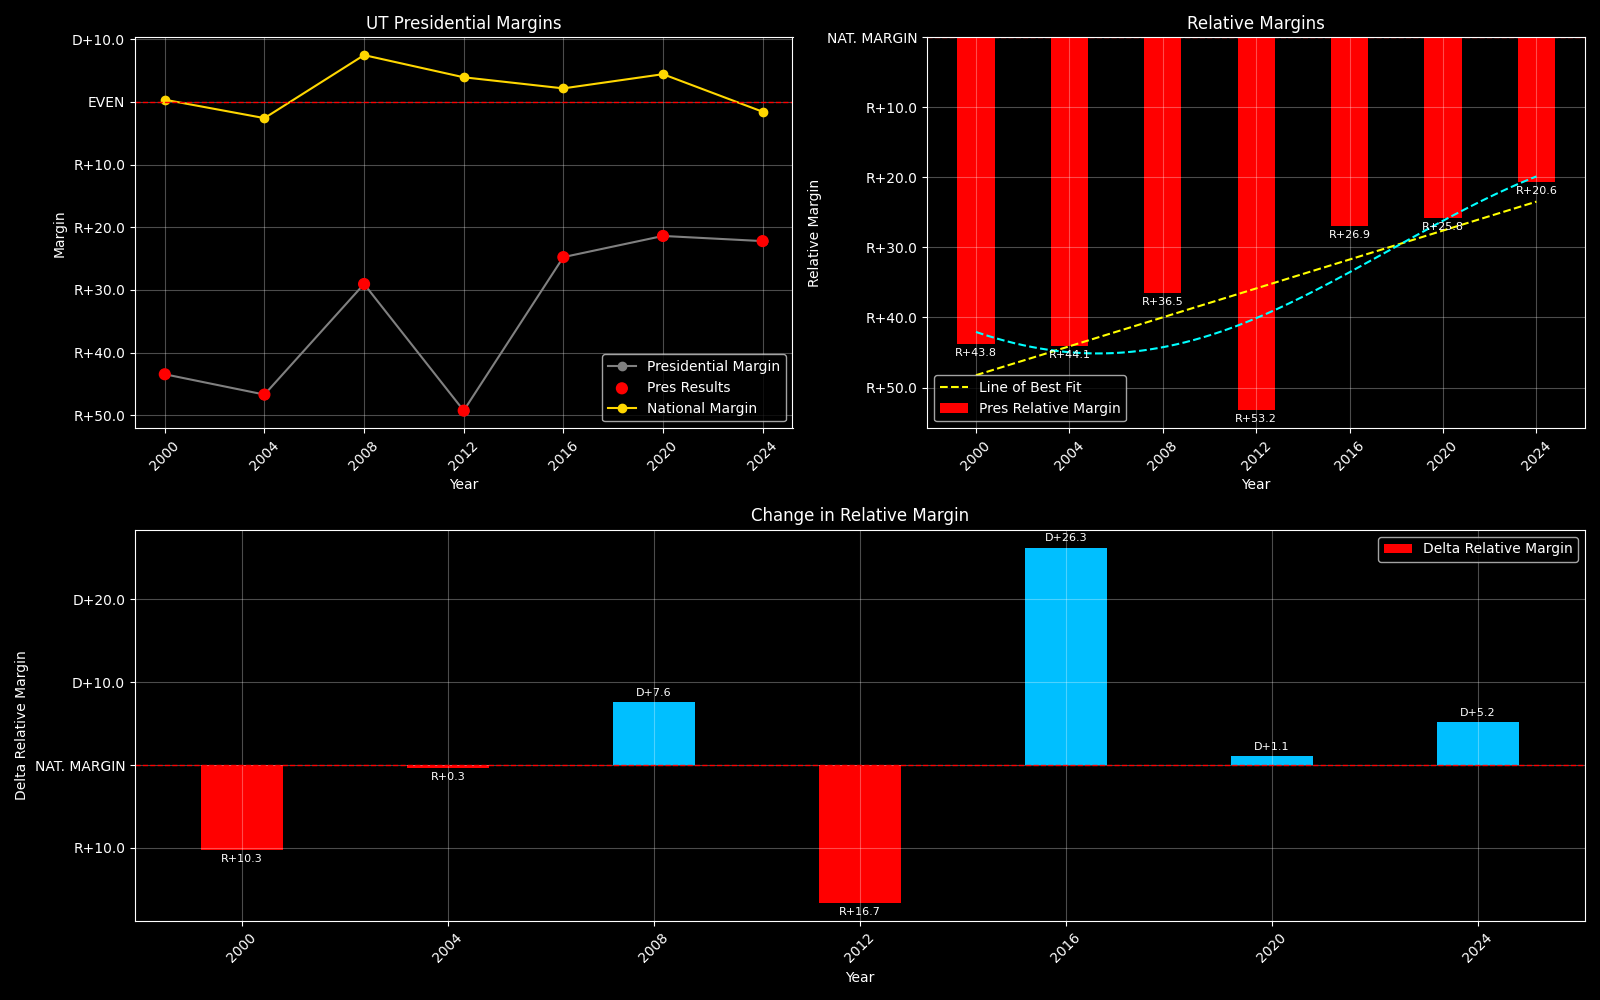 UT Presidential Margins
D+10.0
EVEN
R+10.0
R+20.0
R+30.0
R+40.0
R+50.0
Margin
2000
2004
2008
2012
2016
2020
2024
Year
Presidential Margin
Pres Results
National Margin
Relative Margins
NAT. MARGIN
R+10.0
R+20.0
R+30.0
R+40.0
R+50.0
Relative Margin
R+43.8
R+44.1
R+36.5
R+53.2
R+26.9
R+25.8
R+20.6
Line of Best Fit
Pres Relative Margin
2000
2004
2008
2012
2016
2020
2024
Year
Change in Relative Margin
D+20.0
D+10.0
NAT. MARGIN
R+10.0
Delta Relative Margin
R+10.3
R+0.3
D+7.6
R+16.7
D+26.3
D+1.1
D+5.2
Delta Relative Margin
2000
2004
2008
2012
2016
2020
2024
Year